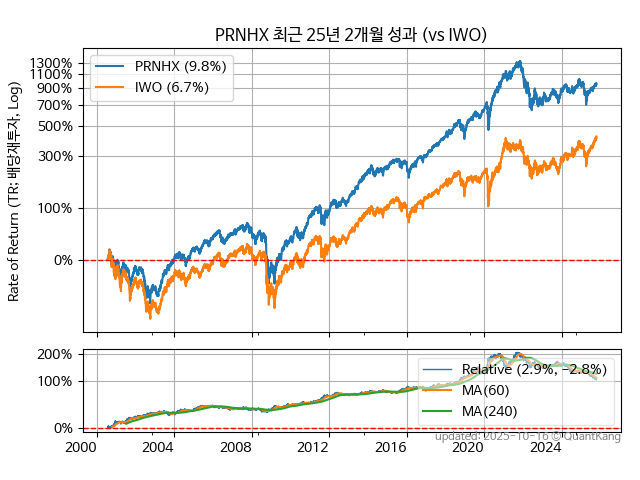 PRNHX 최근 25년 2개월 성과 (vs IWO)
Rate of Return (TR; 배당재투자, Log)
1300%
1100%
900%
700%
500%
300%
100%
0%
PRNHX (9.8%)
IWO (6.7%)
200%
100%
0%
Relative (2.9%, −2.8%)
MA(60)
MA(240)
2000 2004 2008 2012 2016 2020 2024
updated: 2025-10-16 © QuantKang